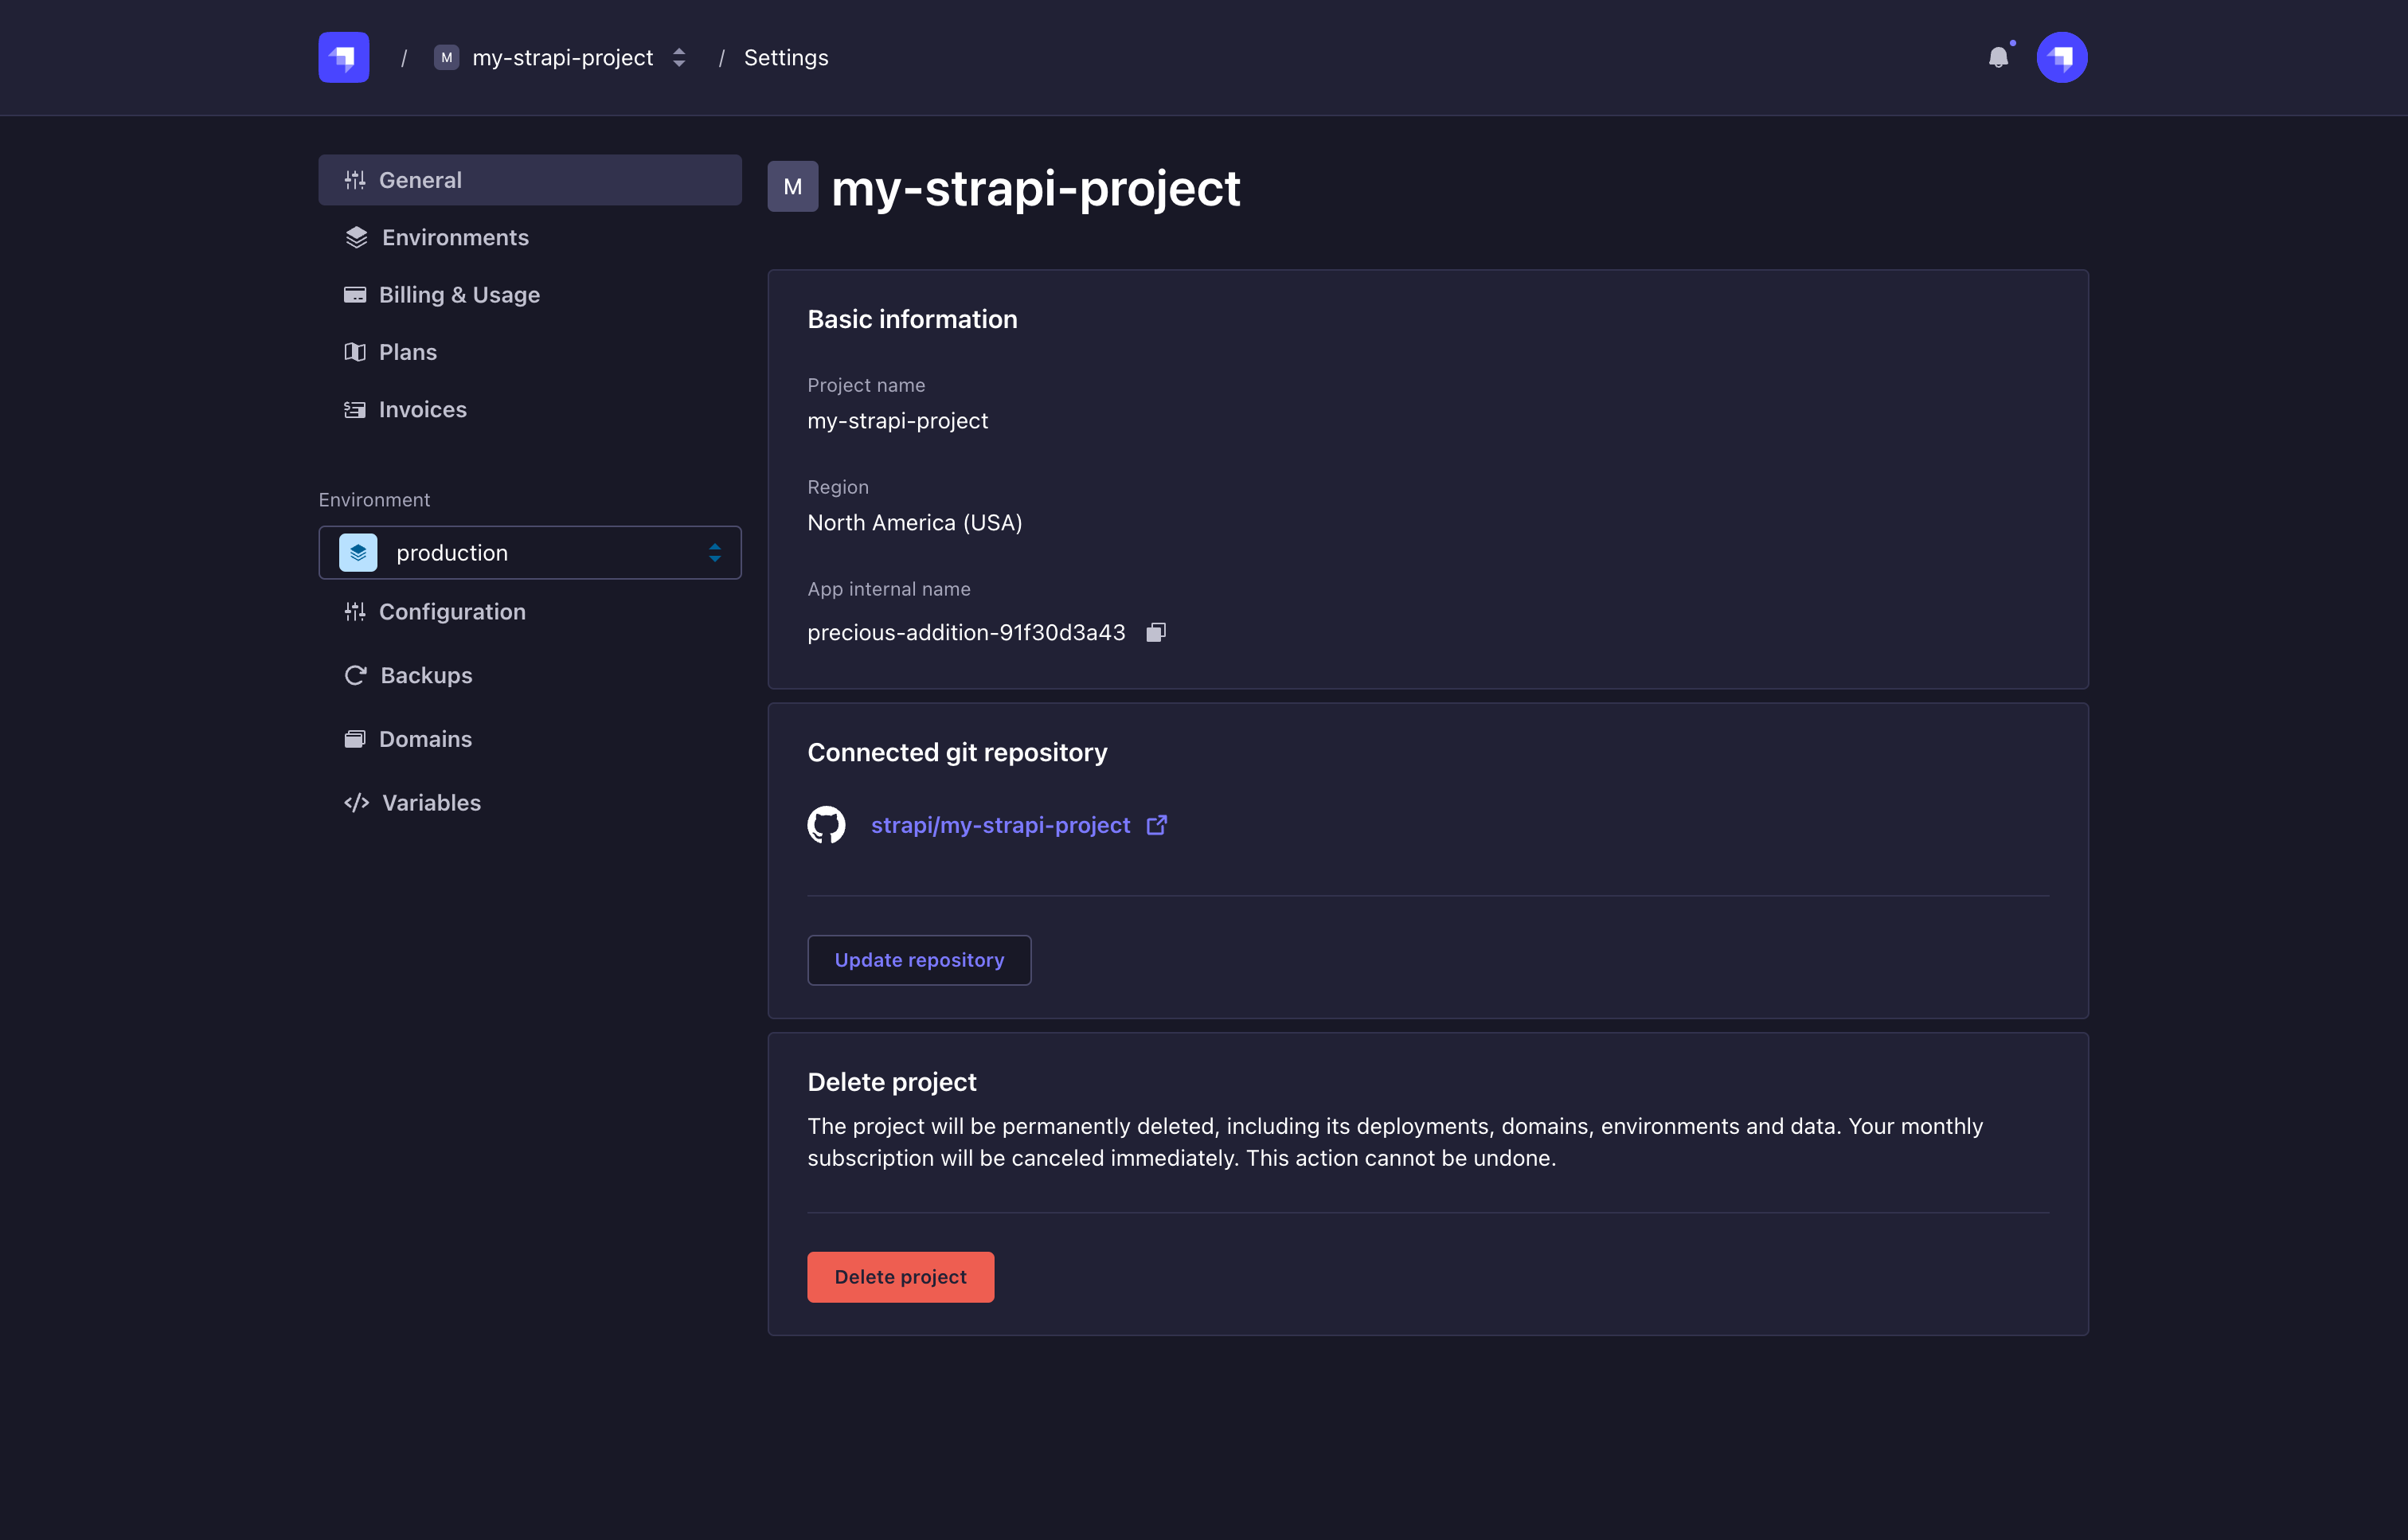 / M my-strapi-project / Settings
General
Environments
Billing & Usage
Plans
Invoices
Environment
production
Configuration
Backups
Domains
Variables
M my-strapi-project
Basic information
Project name
my-strapi-project
Region
North America (USA)
App internal name
precious-addition-91f30d3a43
Connected git repository
strapi/my-strapi-project
Update repository
Delete project
The project will be permanently deleted, including its deployments, domains, environments and data. Your monthly
subscription will be canceled immediately. This action cannot be undone.
Delete project